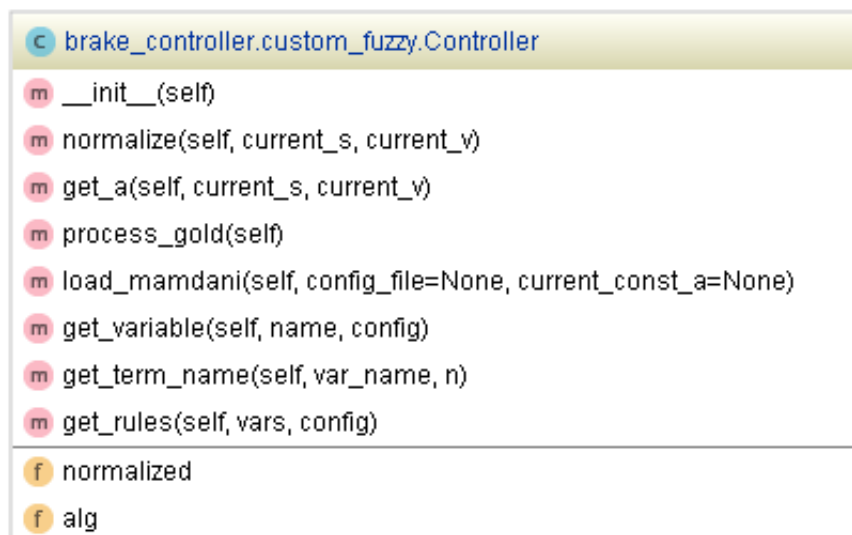 c brake_controller.custom_fuzzy.Controller
m __init__(self)
m normalize(self, current_s, current_v)
m get_a(self, current_s, current_v)
m process_gold(self)
m load_mamdani(self, config_file=None, current_const_a=None)
m get_variable(self, name, config)
m get_term_name(self, var_name, n)
m get_rules(self, vars, config)
f normalized
f alg